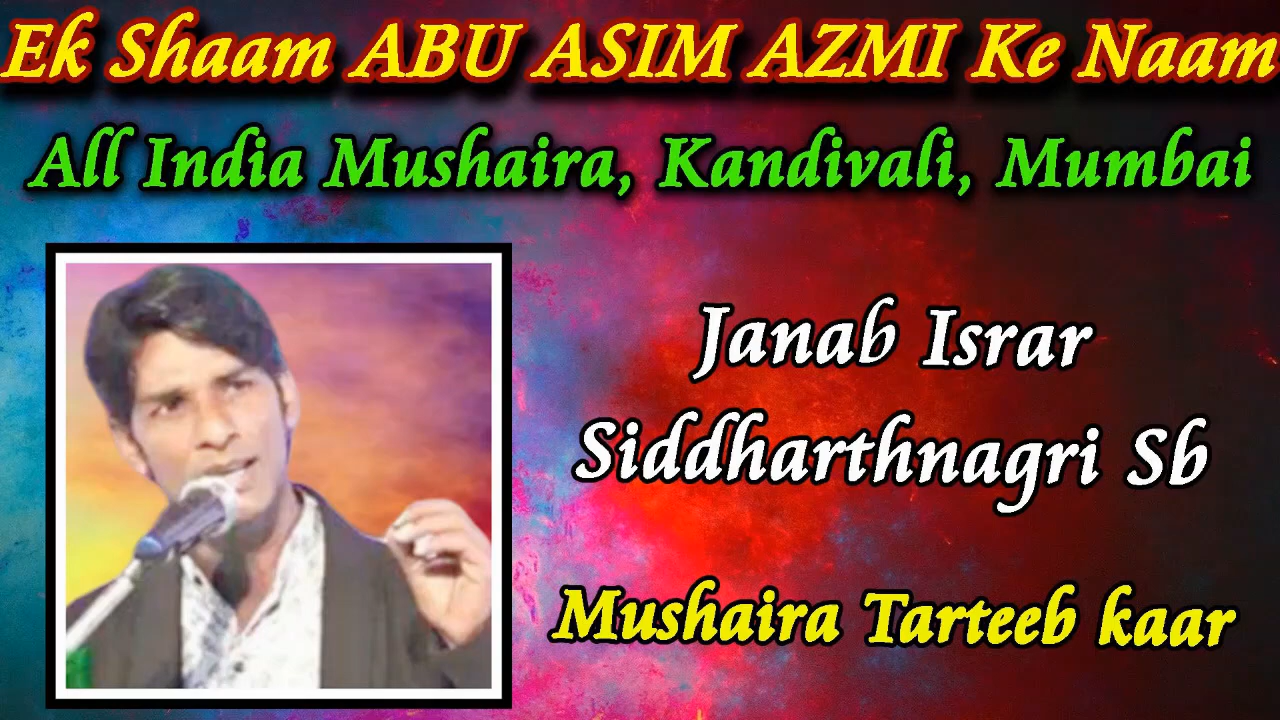 Ek Shaam ABU ASIM AZMI Ke Naam
All India Mushaira, Kandivali, Mumbai
Janab Israr
Siddharthnagri Sb
Mushaira Tarteeb kaar